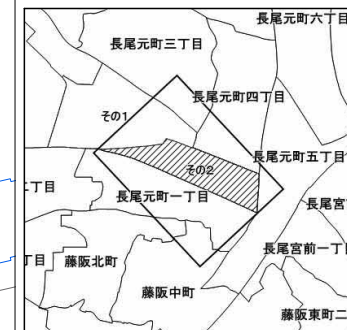 長尾元町六丁目
長尾元町三丁目
長尾元町四丁目
その1
長尾元町五丁目
その2
二丁目
長尾元町一丁目
長尾宮
長尾宮前一丁目
丁目
藤阪北町
藤阪中町
藤阪東町二